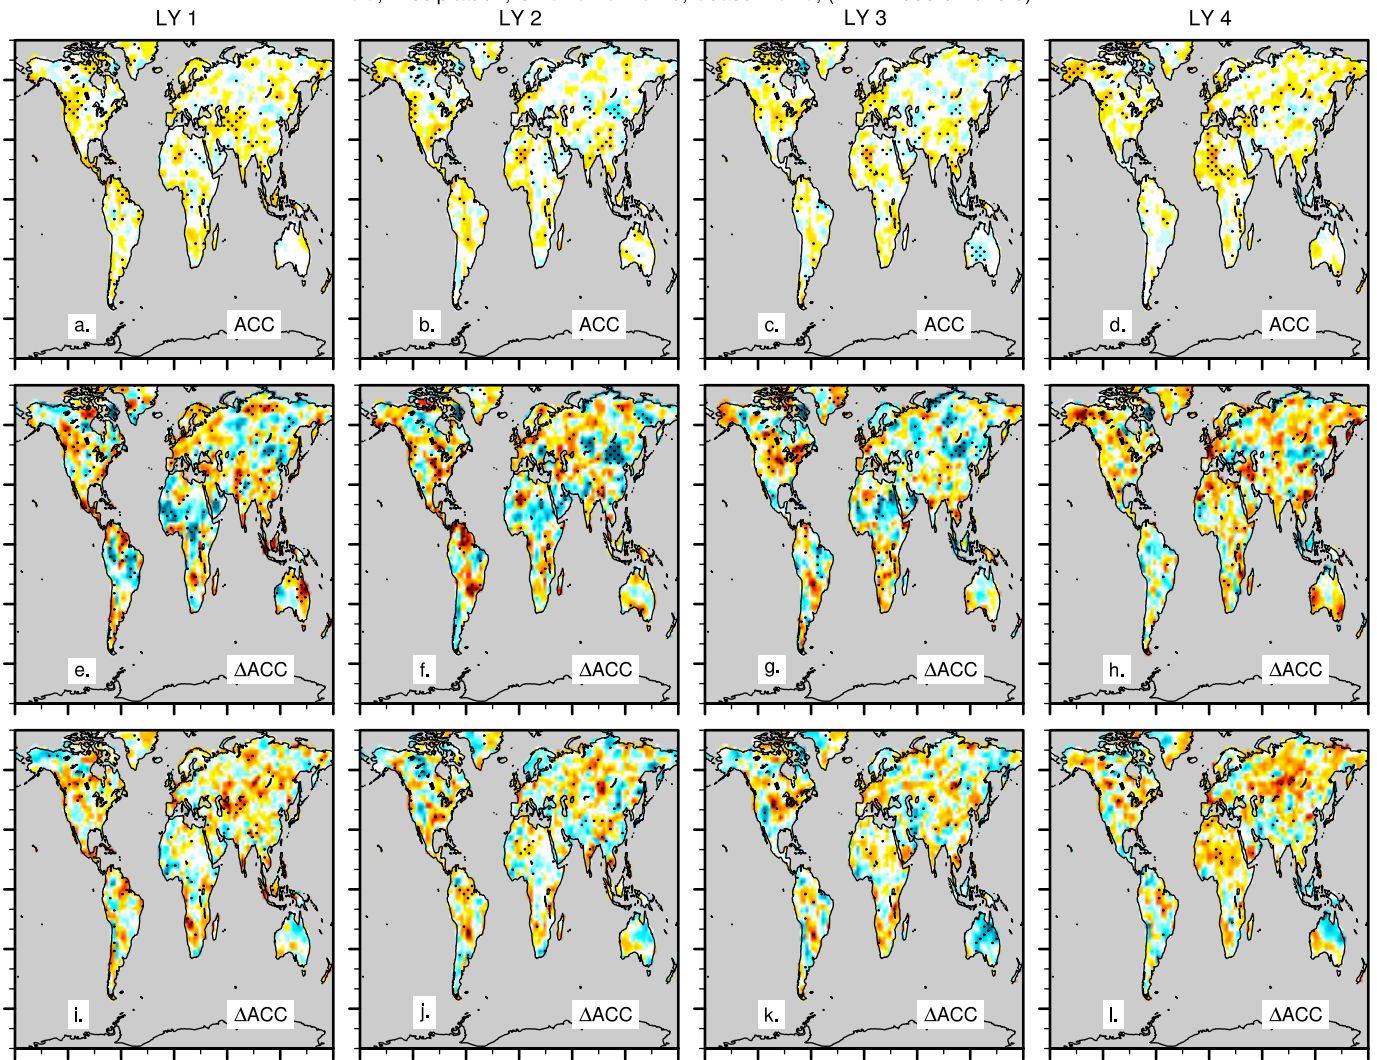 LY 1 LY 2 LY 3 LY 4
a. ACC b. ACC c. ACC d. ACC
e. ΔACC f. ΔACC g. ΔACC h. ΔACC
i. ΔACC j. ΔACC k. ΔACC l. ΔACC